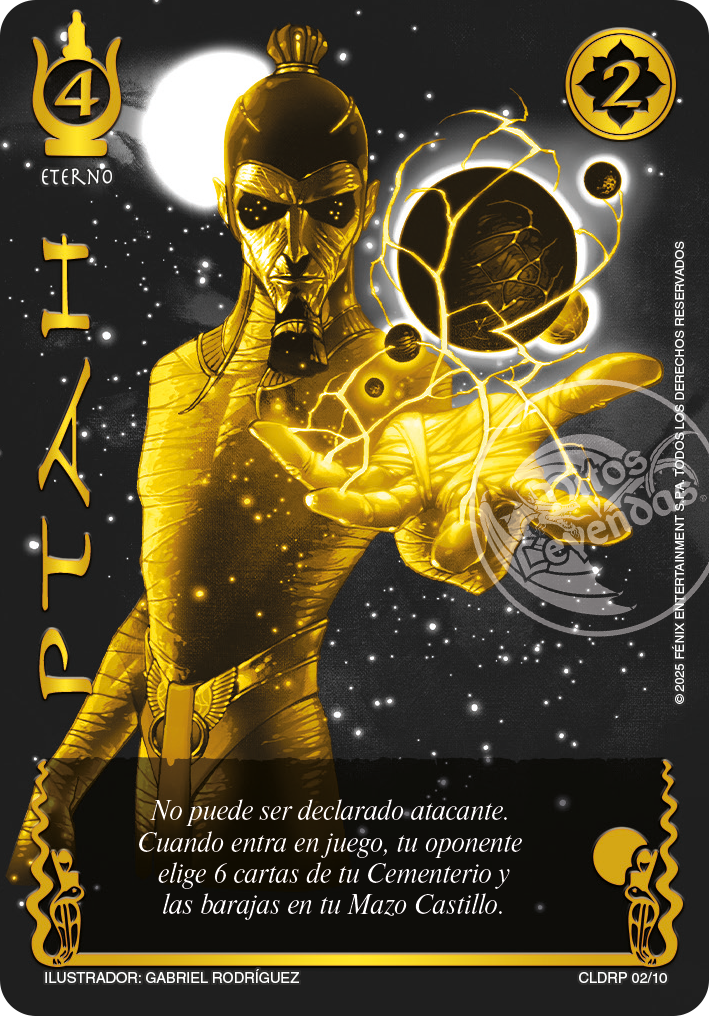 4
2
ETERNO
PTAH
© 2025 FÉNIX ENTERTAINMENT S.P.A. TODOS LOS DERECHOS RESERVADOS
Mitos
Leyendas
No puede ser declarado atacante.
Cuando entra en juego, tu oponente
elige 6 cartas de tu Cementerio y
las barajas en tu Mazo Castillo.
ILUSTRADOR: GABRIEL RODRÍGUEZ
CLDRP 02/10